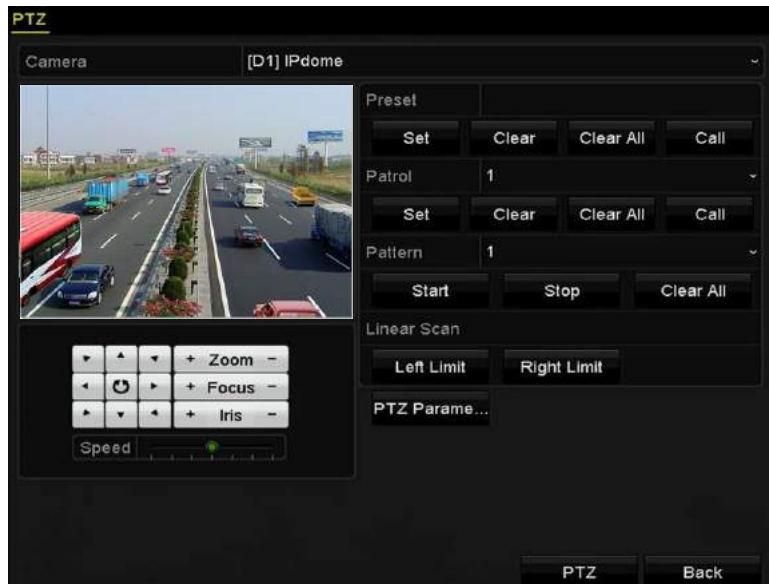 PTZ
Camera [D1] IPdome
Preset
Set Clear Clear All Call
Patrol 1
Set Clear Clear All Call
Pattern 1
Start Stop Clear All
Linear Scan
Left Limit Right Limit
PTZ Parame...
+ Zoom -
+ Focus -
+ Iris -
Speed
PTZ Back